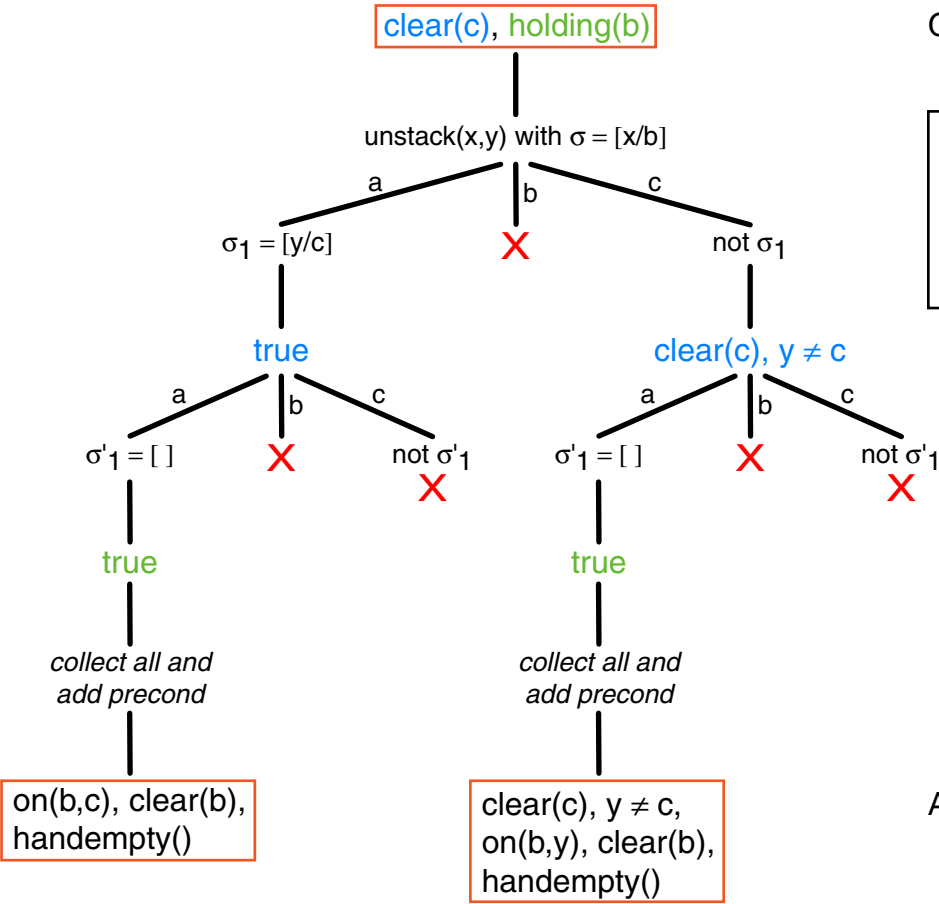 clear(c), holding(b)
unstack(x,y) with σ = [x/b]
a
b
c
σ1 = [y/c]
X
not σ1
true
clear(c), y ≠ c
a
b
c
a
b
c
σ'1 = [ ]
X
not σ'1
X
σ'1 = [ ]
X
not σ'1
X
true
true
collect all and
add precond
collect all and
add precond
on(b,c), clear(b),
handempty()
clear(c), y ≠ c,
on(b,y), clear(b),
handempty()